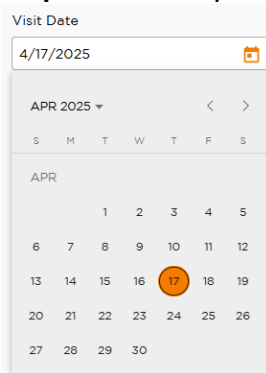 Visit Date
4/17/2025
APR 2025
S M T W T F S
APR
1 2 3 4 5
6 7 8 9 10 11 12
13 14 15 16 17 18 19
20 21 22 23 24 25 26
27 28 29 30